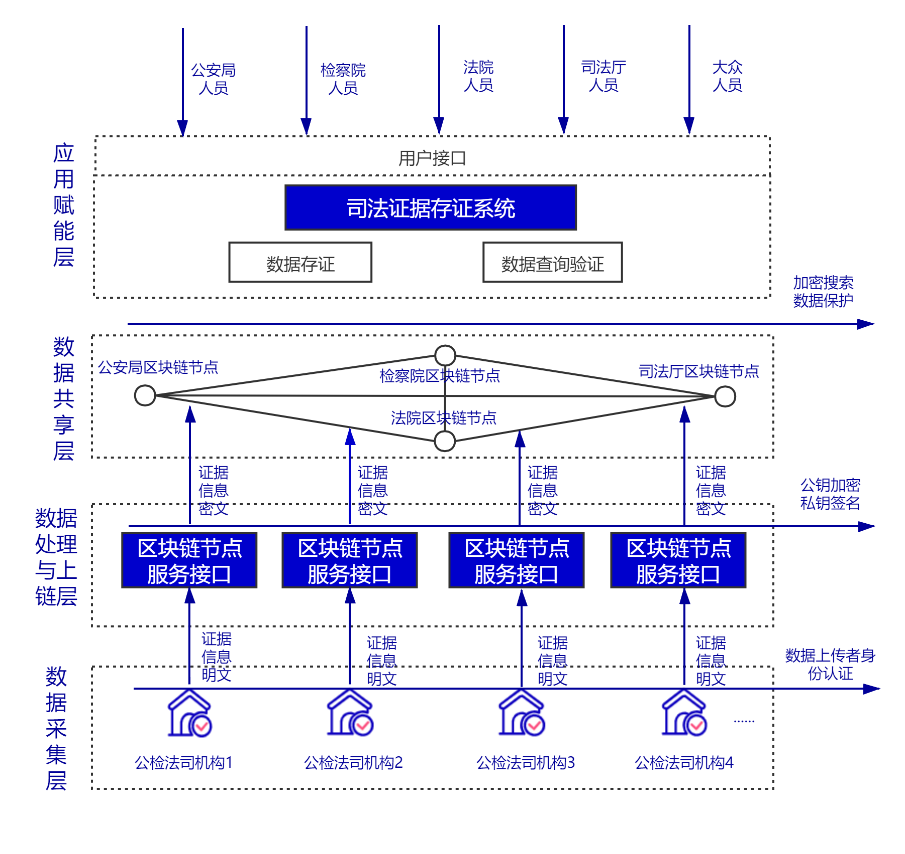 公安局
人员
检察院
人员
法院
人员
司法厅
人员
大众
人员
应
用
赋
能
层
用户接口
司法证据存证系统
数据存证
数据查询验证
加密搜索
数据保护
数
据
共
享
层
公安局区块链节点
检察院区块链节点
司法厅区块链节点
法院区块链节点
证据
信息
密文
证据
信息
密文
证据
信息
密文
证据
信息
密文
公钥加密
私钥签名
数据
处理
与上
链层
区块链节点
服务接口
区块链节点
服务接口
区块链节点
服务接口
区块链节点
服务接口
证据
信息
明文
证据
信息
明文
证据
信息
明文
证据
信息
明文
数据上传者身
份认证
数
据
采
集
层
......
公检法司机构1
公检法司机构2
公检法司机构3
公检法司机构4